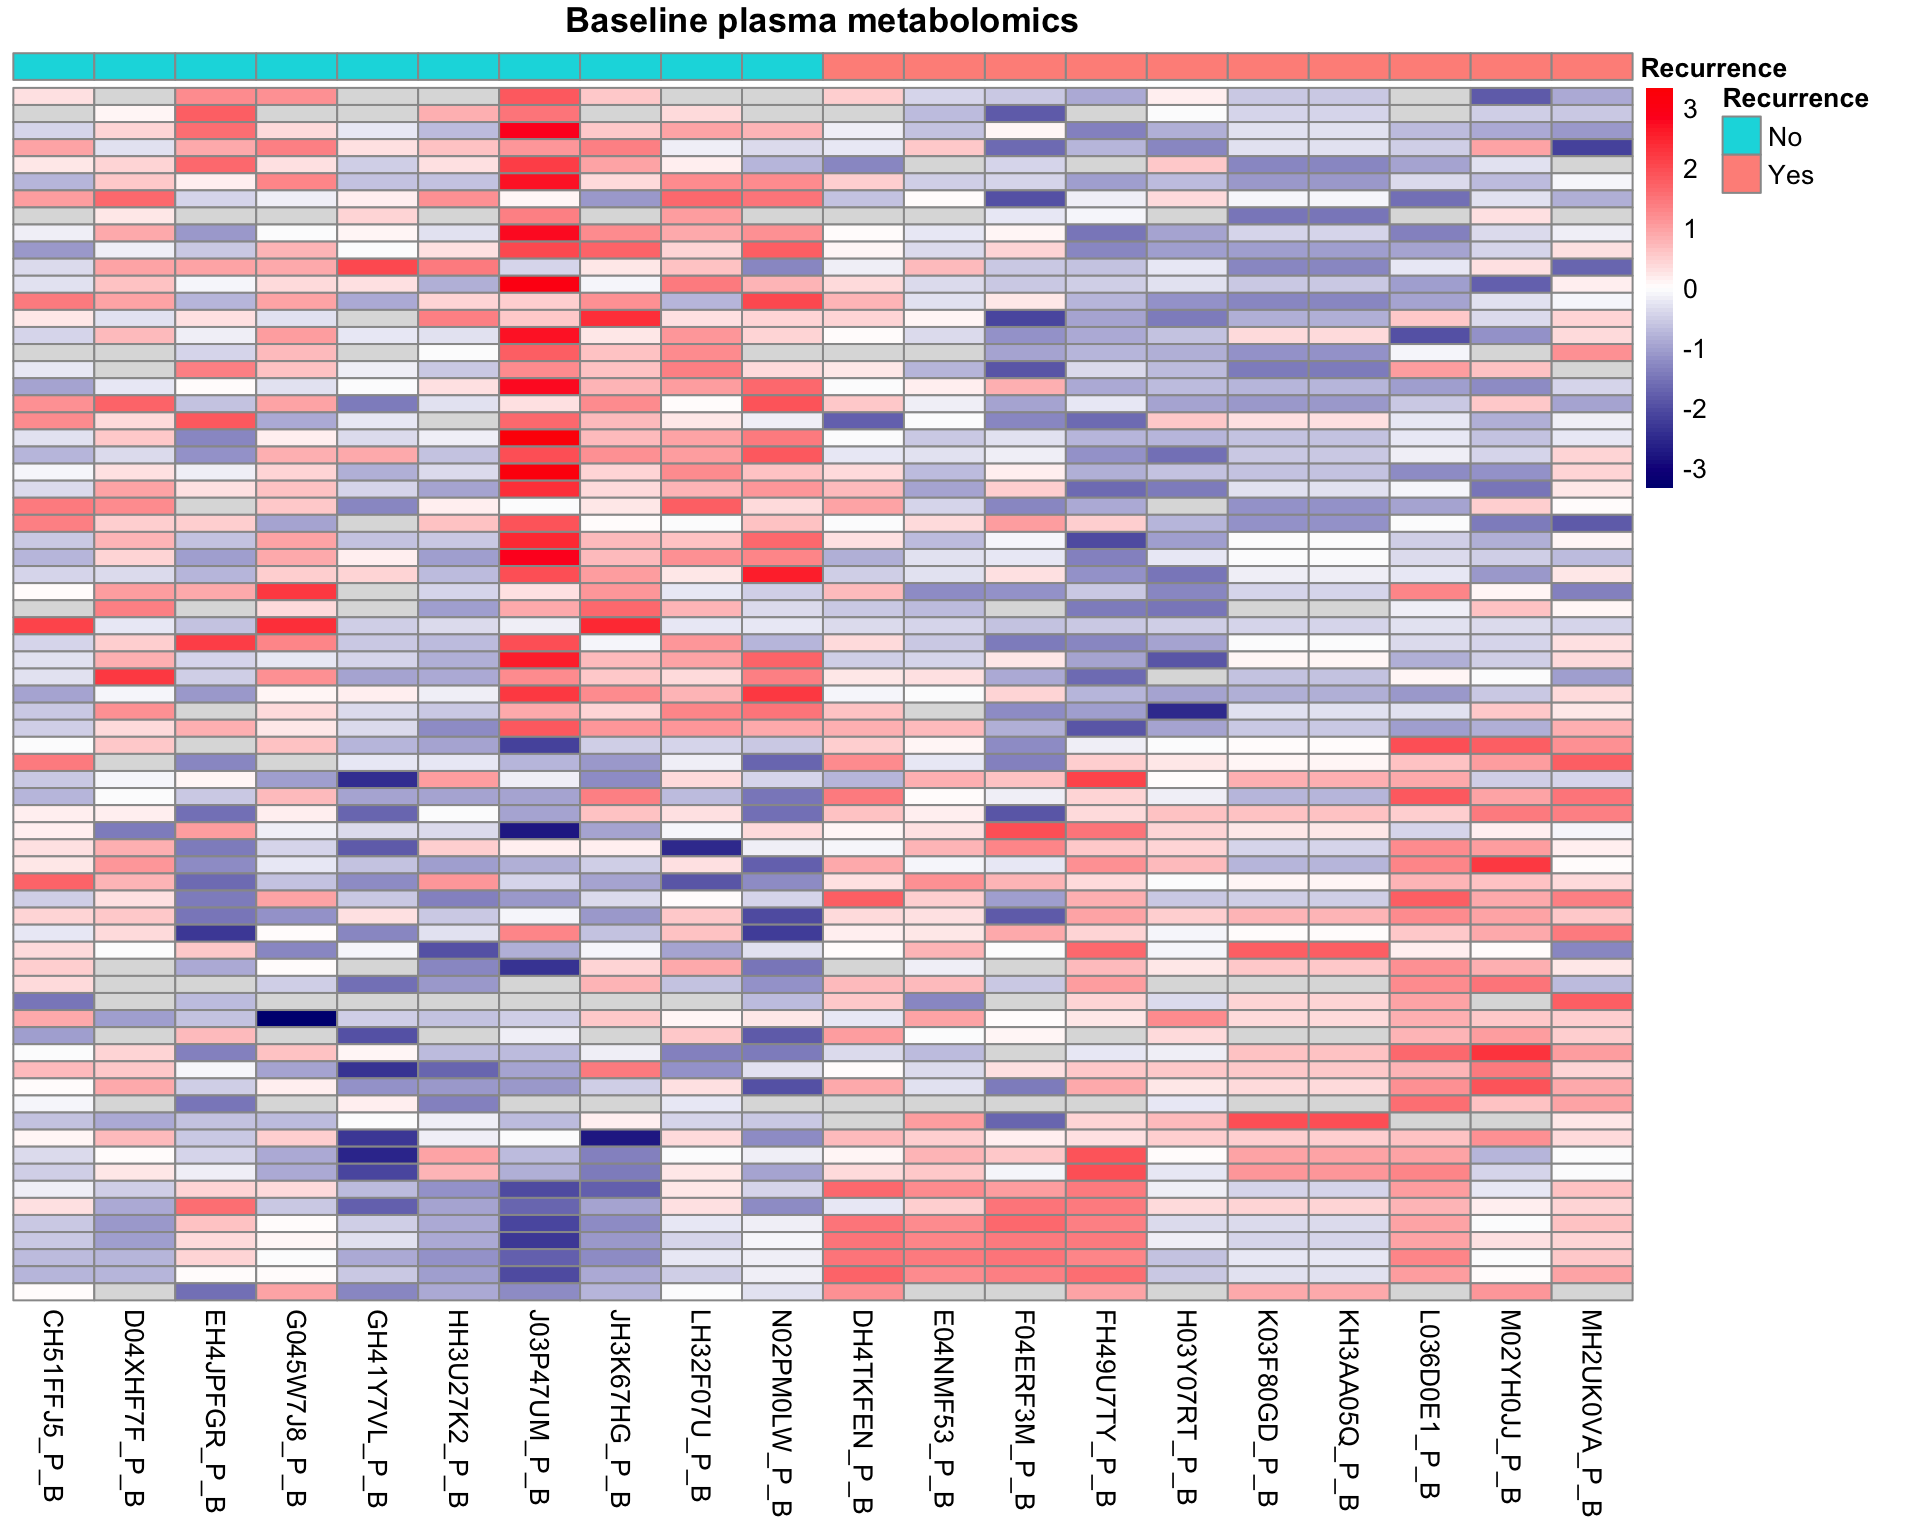 Baseline plasma metabolomics
Recurrence
Recurrence
No
Yes
3
2
1
0
-1
-2
-3
CH51FFJ5_P_B
D04XHF7F_P_B
EH4JPFGR_P_B
G045W7J8_P_B
GH41Y7VL_P_B
HH3U27K2_P_B
J03P47UM_P_B
JH3K67HG_P_B
LH32F07U_P_B
N02PM0LW_P_B
DH4TKFEN_P_B
E04NMF53_P_B
F04ERF3M_P_B
FH49U7TY_P_B
H03Y07RT_P_B
K03F80GD_P_B
KH3AA05Q_P_B
L036D0E1_P_B
M02YH0JJ_P_B
MH2UK0VA_P_B